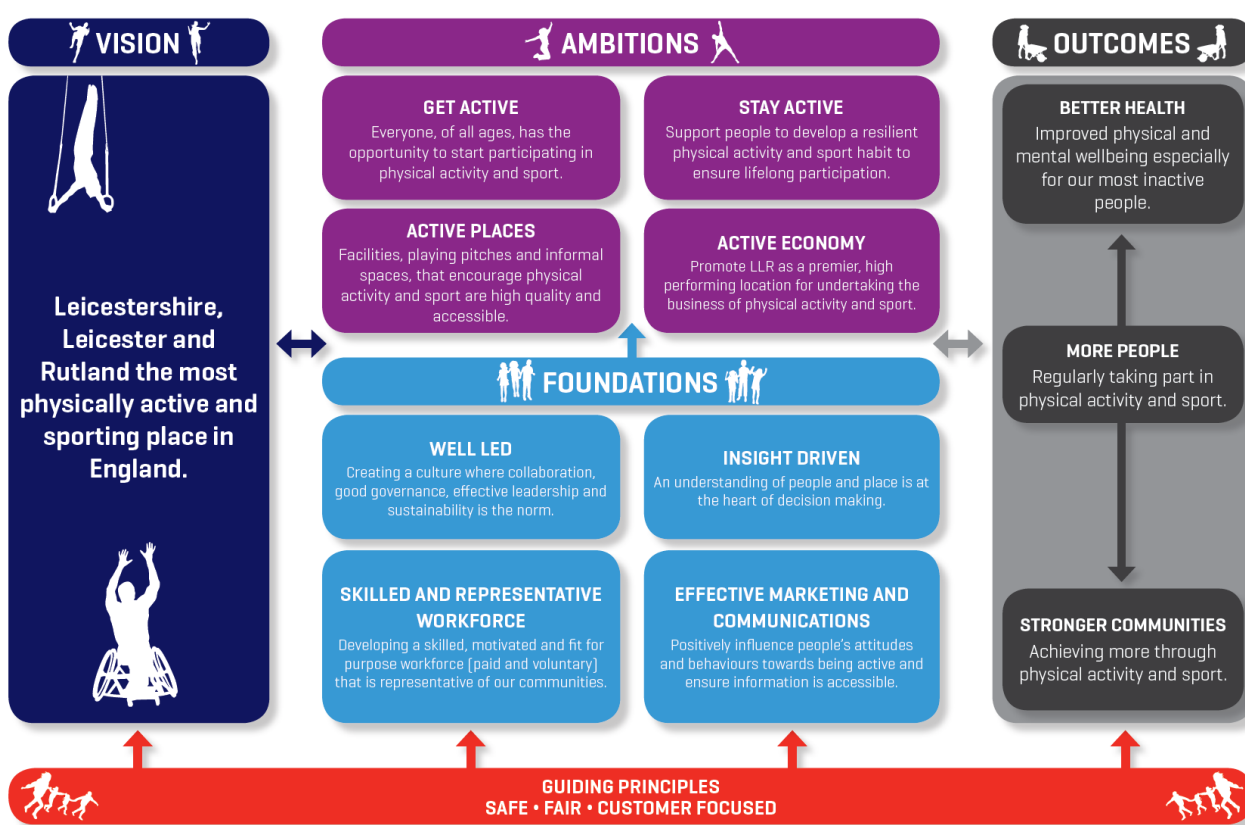 VISION
Leicestershire,
Leicester and
Rutland the most
physically active and
sporting place in
England.
AMBITIONS
GET ACTIVE
Everyone, of all ages, has the
opportunity to start participating in
physical activity and sport.
STAY ACTIVE
Support people to develop a resilient
physical activity and sport habit to
ensure lifelong participation.
ACTIVE PLACES
Facilities, playing pitches and informal
spaces, that encourage physical
activity and sport are high quality and
accessible.
ACTIVE ECONOMY
Promote LLR as a premier, high
performing location for undertaking the
business of physical activity and sport.
FOUNDATIONS
WELL LED
Creating a culture where collaboration,
good governance, effective leadership and
sustainability is the norm.
INSIGHT DRIVEN
An understanding of people and place is at
the heart of decision making.
SKILLED AND REPRESENTATIVE
WORKFORCE
Developing a skilled, motivated and fit for
purpose workforce (paid and voluntary)
that is representative of our communities.
EFFECTIVE MARKETING AND
COMMUNICATIONS
Positively influence people's attitudes
and behaviours towards being active and
ensure information is accessible.
OUTCOMES
BETTER HEALTH
Improved physical and
mental wellbeing especially
for our most inactive
people.
MORE PEOPLE
Regularly taking part in
physical activity and sport.
STRONGER COMMUNITIES
Achieving more through
physical activity and sport.
GUIDING PRINCIPLES
SAFE • FAIR • CUSTOMER FOCUSED